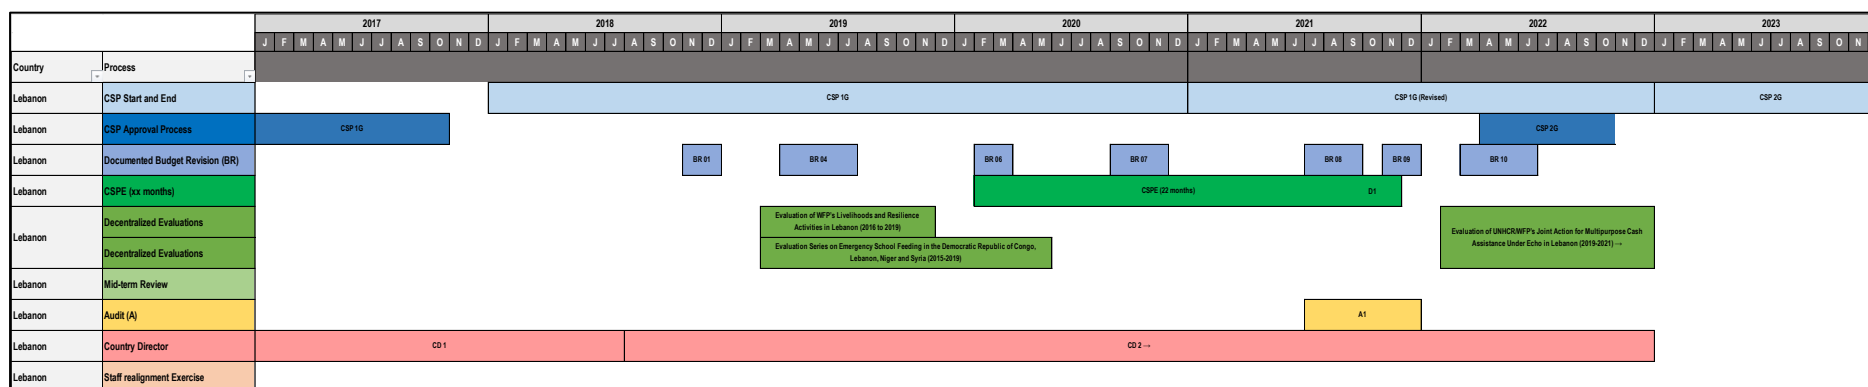 2017 2018 2019 2020 2021 2022 2023
J F M A M J J A S O N D J F M A M J J A S O N D J F M A M J J A S O N D J F M A M J J A S O N D J F M A M J J A S O N D J F M A M J J A S O N D J F M A M J J A S O N
Country Process
Lebanon CSP Start and End CSP 1G CSP 1G (Revised) CSP 2G
Lebanon CSP Approval Process CSP 1G CSP 2G
Lebanon Documented Budget Revision (BR) BR 01 BR 04 BR 06 BR 07 BR 08 BR 09 BR 10
Lebanon CSPE (xx months) CSPE (22 months) D1
Lebanon
Decentralized Evaluations
Evaluation of WFP's Livelihoods and Resilience
Activities in Lebanon (2016 to 2019)
Decentralized Evaluations
Evaluation Series on Emergency School Feeding in the Democratic Republic of Congo,
Lebanon, Niger and Syria (2015-2019)
Evaluation of UNHCR/WFP's Joint Action for Multipurpose Cash
Assistance Under Echo in Lebanon (2019-2021) →
Lebanon Mid-term Review
Lebanon Audit (A) A1
Lebanon Country Director CD 1 CD 2 →
Lebanon Staff realignment Exercise